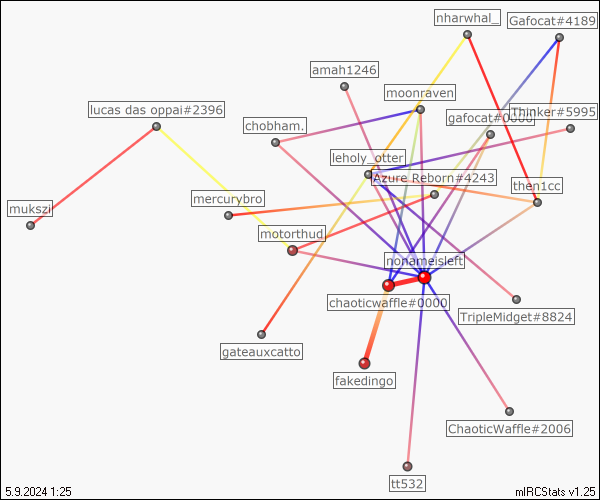 nharwhal_
Gafocat#4189
amah1246
moonraven
lucas das oppai#2396
gafocat#0000
Thinker#5995
chobham.
leholy_otter
Azure Reborn#4243
then1cc
mukszi
mercurybro
motorthud
nonameisleft
chaoticwaffle#0000
TripleMidget#8824
gateauxcatto
fakedingo
ChaoticWaffle#2006
tt532
5.9.2024 1:25
mIRCStats v1.25